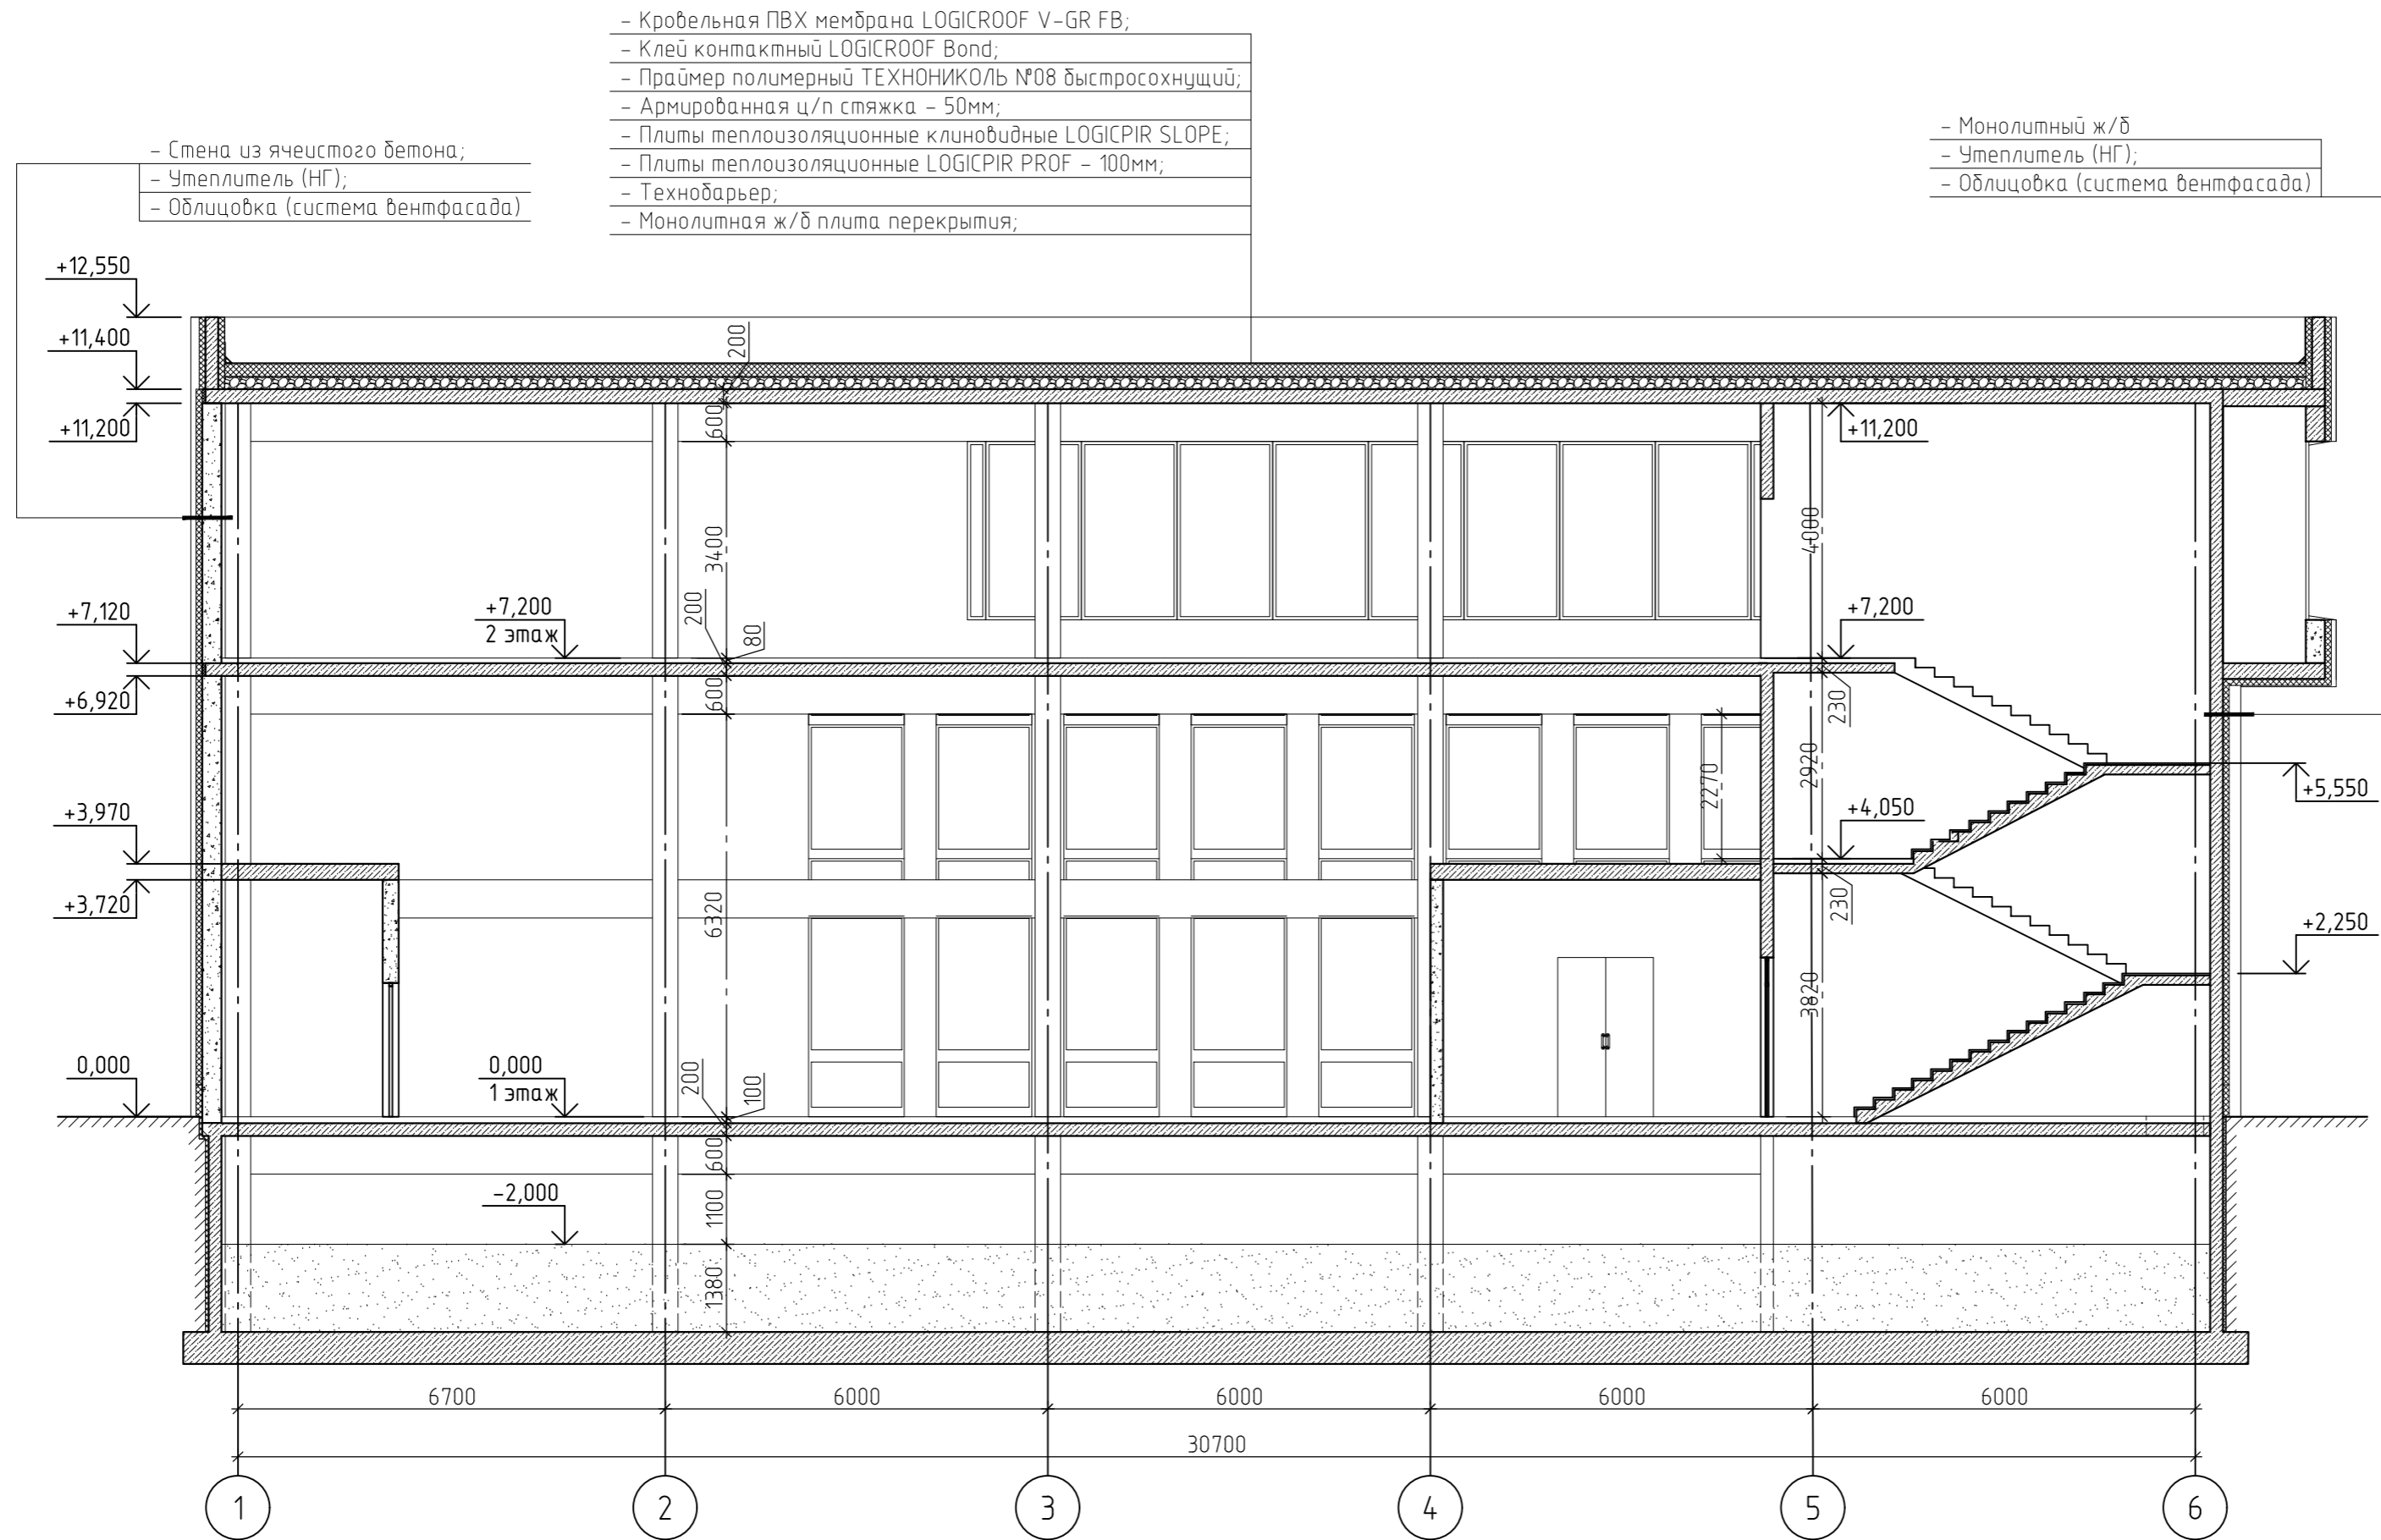 - Кровельная ПВХ мембрана LOGICROOF V-GR FB;
- Клей контактный LOGICROOF Bond;
- Праймер полимерный ТЕХНОНИКОЛЬ №08 быстросохнущий;
- Армированная ц/п стяжка - 50мм;
- Плиты теплоизоляционные клиновидные LOGICPIR SLOPE;
- Плиты теплоизоляционные LOGICPIR PROF - 100мм;
- Технобарьер;
- Монолитная ж/б плита перекрытия;
- Стена из ячеистого бетона;
- Утеплитель (НГ);
- Облицовка (система вентфасада)
- Монолитный ж/б
- Утеплитель (НГ);
- Облицовка (система вентфасада)
+12,550
+11,400
+11,200
+7,120
+6,920
+3,970
+3,720
0,000
+7,200
2 этаж
0,000
1 этаж
-2,000
200
600
3400
200
80
600
6320
200
100
600
1100
1380
2270
+11,200
4000
+7,200
230
2920
+4,050
230
3820
+5,550
+2,250
6700
6000
6000
6000
6000
30700
1
2
3
4
5
6